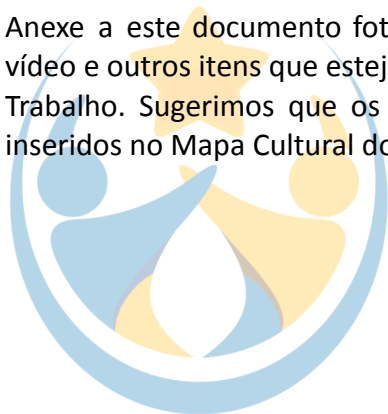 Anexe a este documento fot
vídeo e outros itens que estej
Trabalho. Sugerimos que os
inseridos no Mapa Cultural do